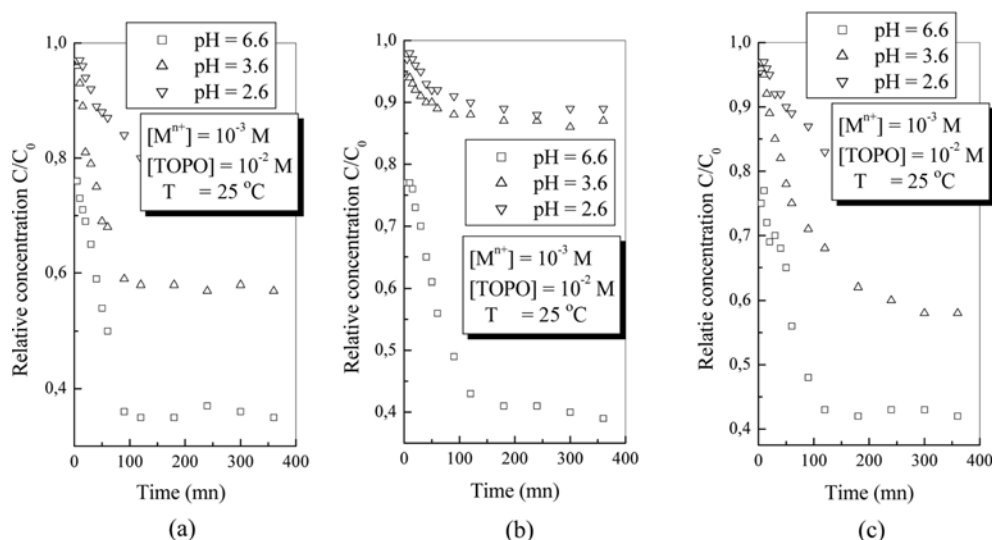 pH = 6.6
pH = 3.6
pH = 2.6
[Mⁿ⁺] = 10⁻³ M
[TOPO] = 10⁻² M
T = 25 °C
1,0
0,8
0,6
0,4
Relative concentration C/C₀
0 100 200 300 400
Time (mn)
(a)
1,0
0,9
0,8
0,7
0,6
0,5
0,4
Relative concentration C/C₀
pH = 6.6
pH = 3.6
pH = 2.6
[Mⁿ⁺] = 10⁻³ M
[TOPO] = 10⁻² M
T = 25 °C
0 100 200 300 400
Time (mn)
(b)
pH = 6.6
pH = 3.6
pH = 2.6
[Mⁿ⁺] = 10⁻³ M
[TOPO] = 10⁻² M
T = 25 °C
1,0
0,9
0,8
0,7
0,6
0,5
0,4
Relatie concentration C/C₀
0 100 200 300 400
Time (mn)
(c)